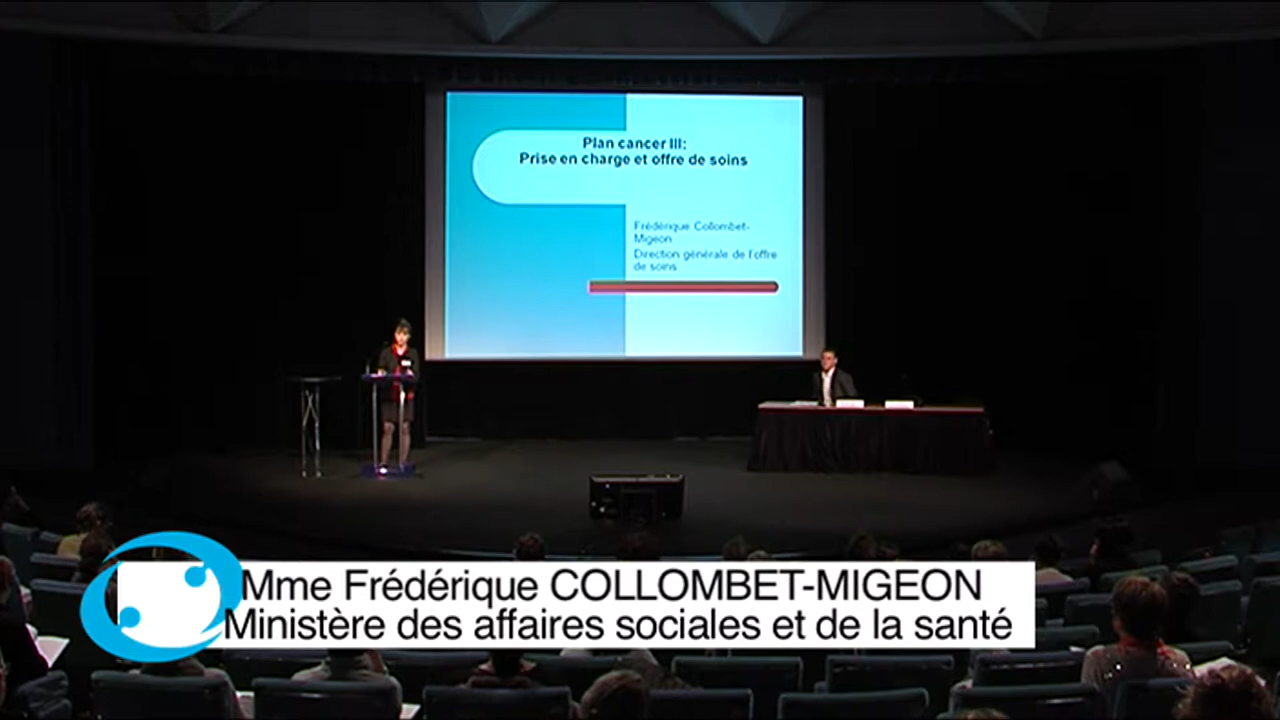 Plan cancer III:
Prise en charge et offre de soins
Frédérique Collombet-
Migeon
Direction générale de l'offre
de soins
Mme Frédérique COLLOMBET-MIGEON
Ministère des affaires sociales et de la santé